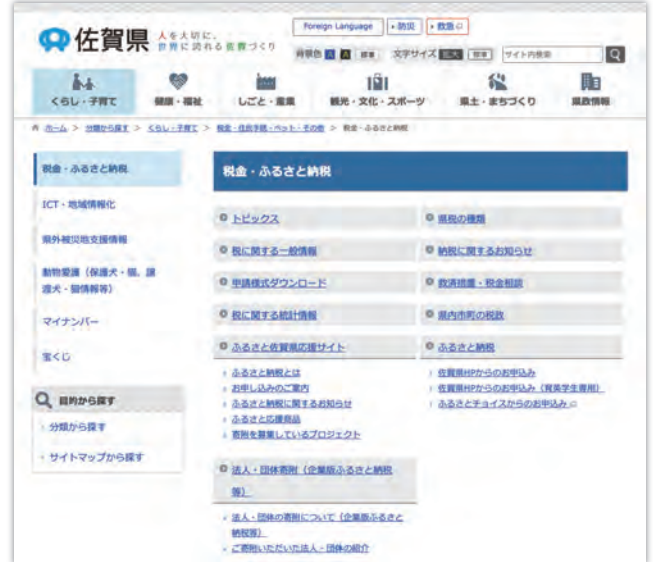 佐賀県
人を大切に、
世界に誇れる佐賀づくり
Foreign Language
防災
救急
背景色 A A 標準
文字サイズ 拡大 標準
サイト内検索
くらし・子育て
健康・福祉
しごと・産業
観光・文化・スポーツ
県土・まちづくり
県政情報
ホーム > 分類から探す > くらし・子育て > 税金・住民手続・ペット・その他 > 税金・ふるさと納税
税金・ふるさと納税
ICT・地域情報化
県外被災地支援情報
動物愛護（保護犬・猫、譲
渡犬・猫情報等）
マイナンバー
宝くじ
目的から探す
分類から探す
サイトマップから探す
税金・ふるさと納税
トピックス
県税の種類
税に関する一般情報
納税に関するお知らせ
申請様式ダウンロード
救済措置・税金相談
税に関する統計情報
県内市町の税政
ふるさと佐賀県応援サイト
ふるさと納税とは
お申し込みのご案内
ふるさと納税に関するお知らせ
ふるさと応援商品
寄附を募集しているプロジェクト
ふるさと納税
佐賀県HPからのお申込み
佐賀県HPからのお申込み（育英学生専用）
ふるさとチョイスからのお申込み
法人・団体寄附（企業版ふるさと納税
等）
法人・団体の寄附について（企業版ふるさと
納税等）
ご寄附いただいた法人・団体の紹介